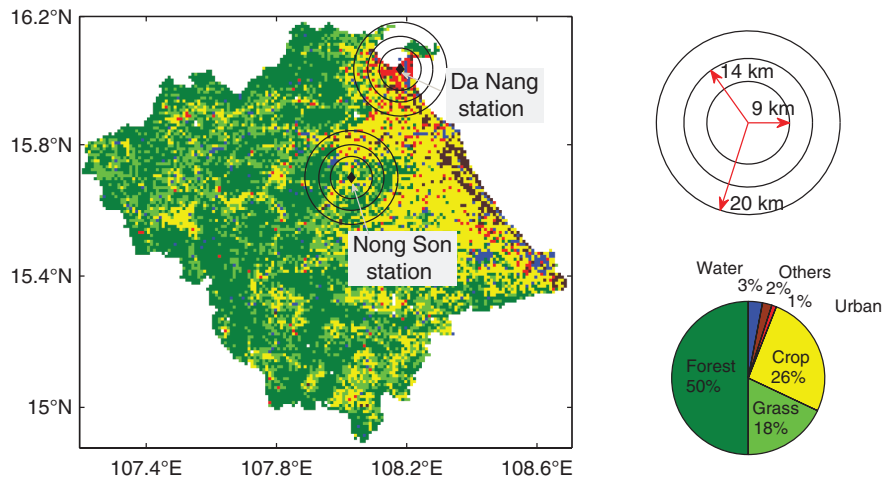 16.2°N
15.8°N
15.4°N
15°N
107.4°E
107.8°E
108.2°E
108.6°E
Da Nang
station
Nong Son
station
14 km
9 km
20 km
Water
3%
Others
2%
Urban
1%
Forest
50%
Crop
26%
Grass
18%